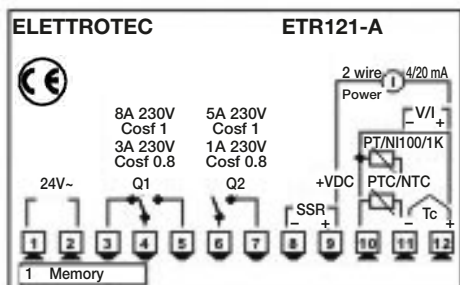 ELETTROTEC ETR121-A
CE
2 wire 4/20 mA
I
Power
8A 230V 5A 230V
Cosf 1 Cosf 1
3A 230V 1A 230V
Cosf 0.8 Cosf 0.8
V/I
- +
PT/NI100/1K
24V~ Q1 Q2 +VDC PTC/NTC
SSR Tc
- + - +
1 2 3 4 5 6 7 8 9 10 11 12
1 Memory